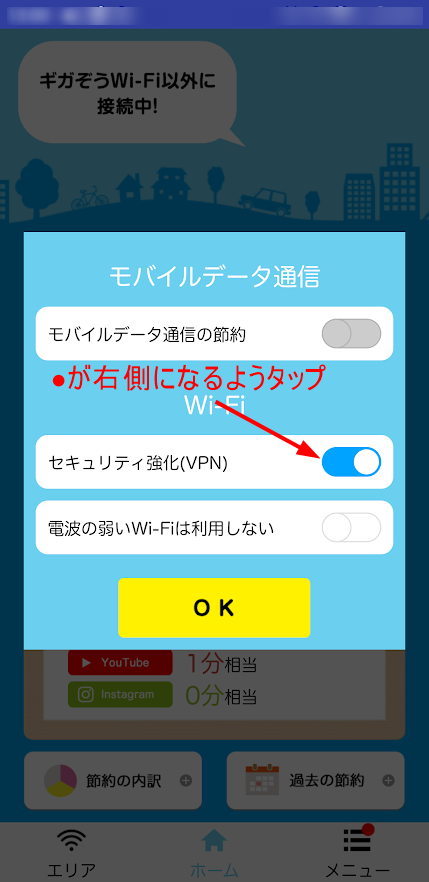 ギガぞうWi-Fi以外に
接続中!
モバイルデータ通信
モバイルデータ通信の節約
●が右側になるようタップ
Wi-Fi
セキュリティ強化(VPN)
電波の弱いWi-Fiは利用しない
OK
YouTube 1分相当
Instagram 0分相当
節約の内訳
過去の節約
エリア
ホーム
メニュー